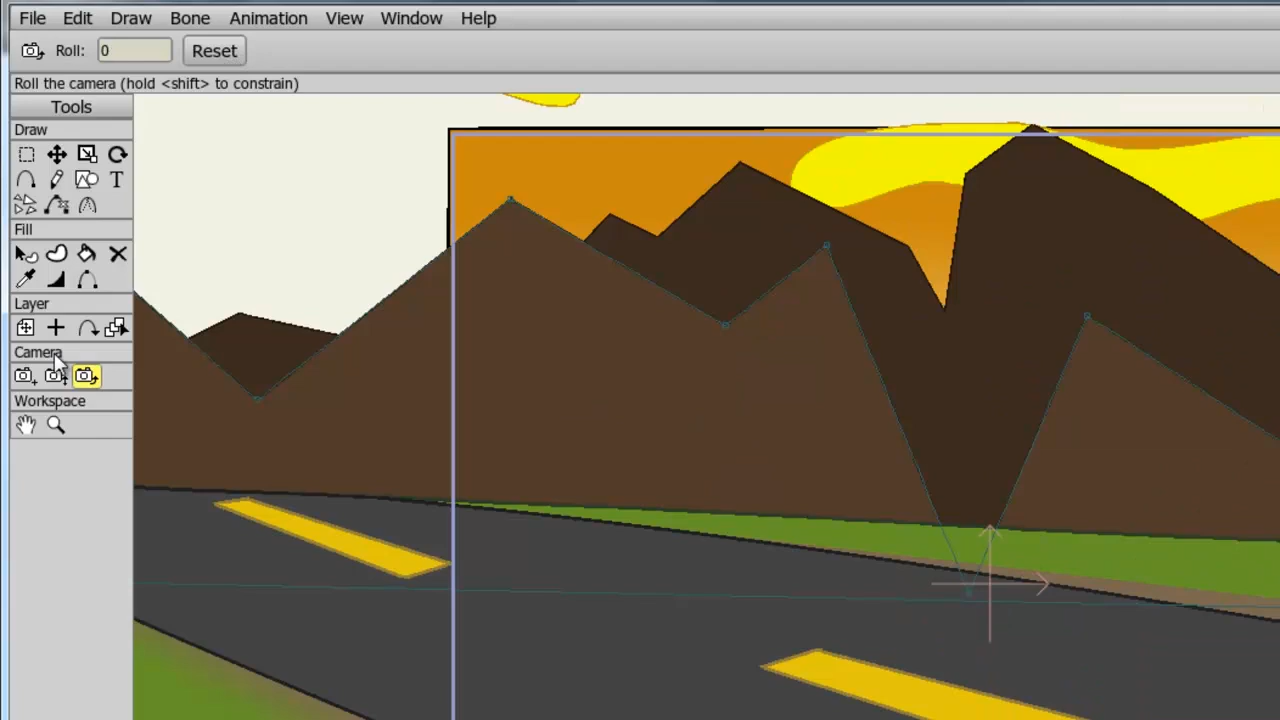 File Edit Draw Bone Animation View Window Help
Roll: 0 Reset
Roll the camera (hold <shift> to constrain)
Tools
Draw
T
Fill
Layer
Camera
Workspace